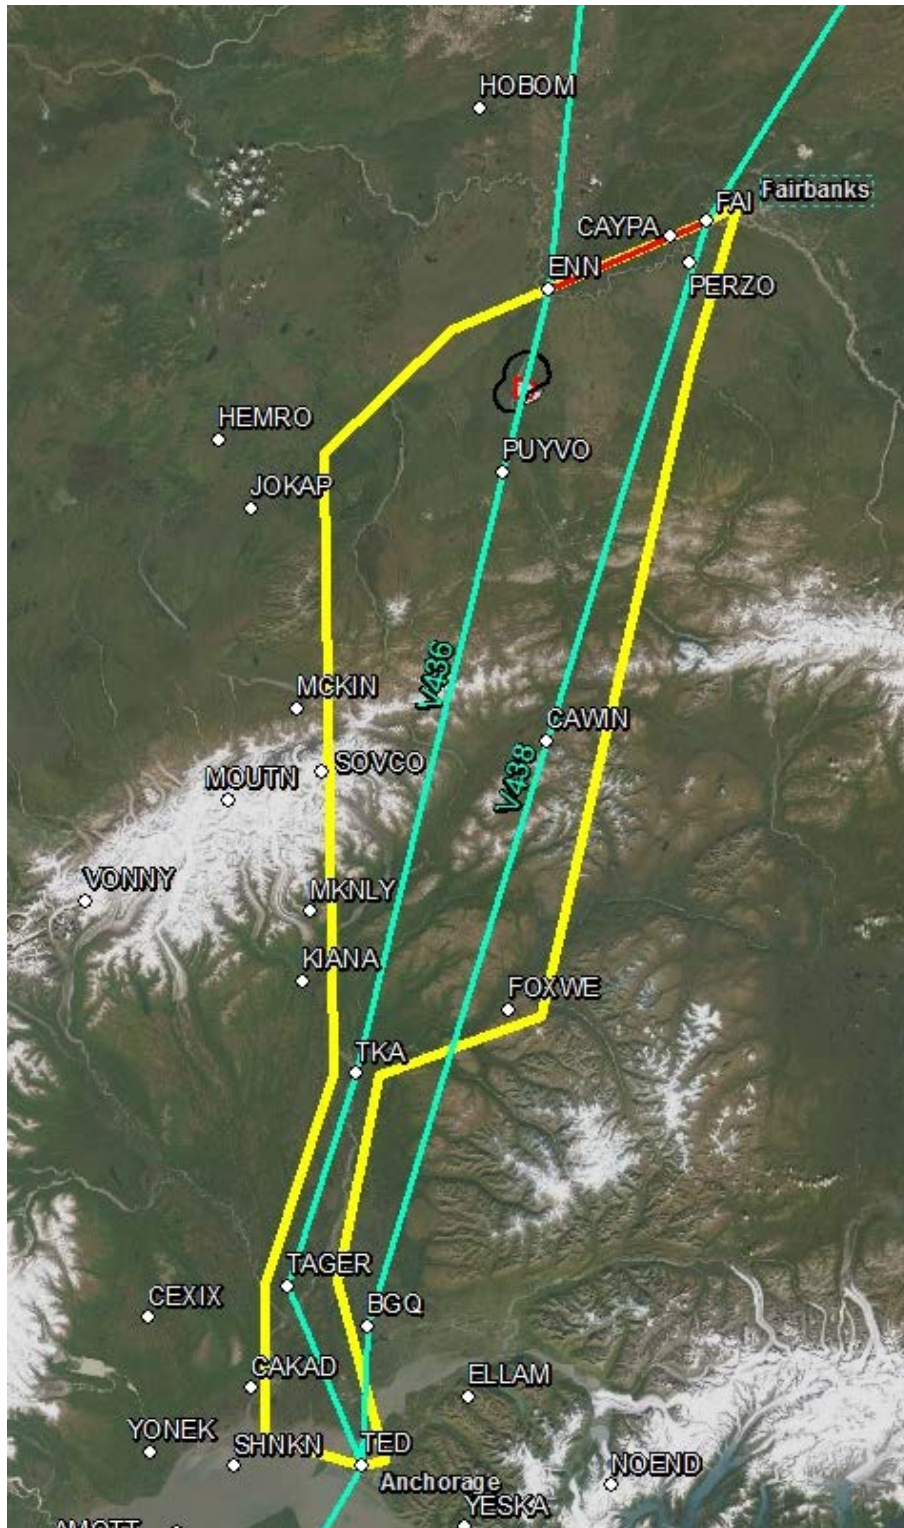 HOBOM
FAI
Fairbanks
CAYPA
ENN
PERZO
HEMRO
PUYVO
JOKAP
V436
MCKIN
CAWIN
SOVCO
MOUTN
V438
VONNY
MKNLY
KIANA
FOXWE
TKA
TAGER
CEXIX
BGQ
CAKAD
ELLAM
YONEK
TED
SHNKN
NOEND
Anchorage
YESKA
AMOTT